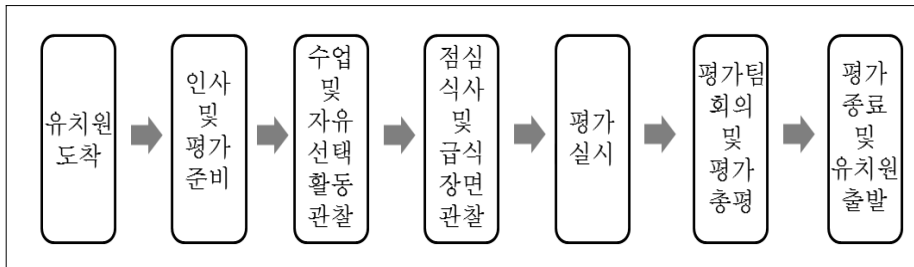 유치원
도착
인사
및
평가
준비
수업
및
자유
선택
활동
관찰
점심
식사
및
급식
장면
관찰
평가
실시
평가팀
회의
및
평가
총평
평가
종료
및
유치원
출발